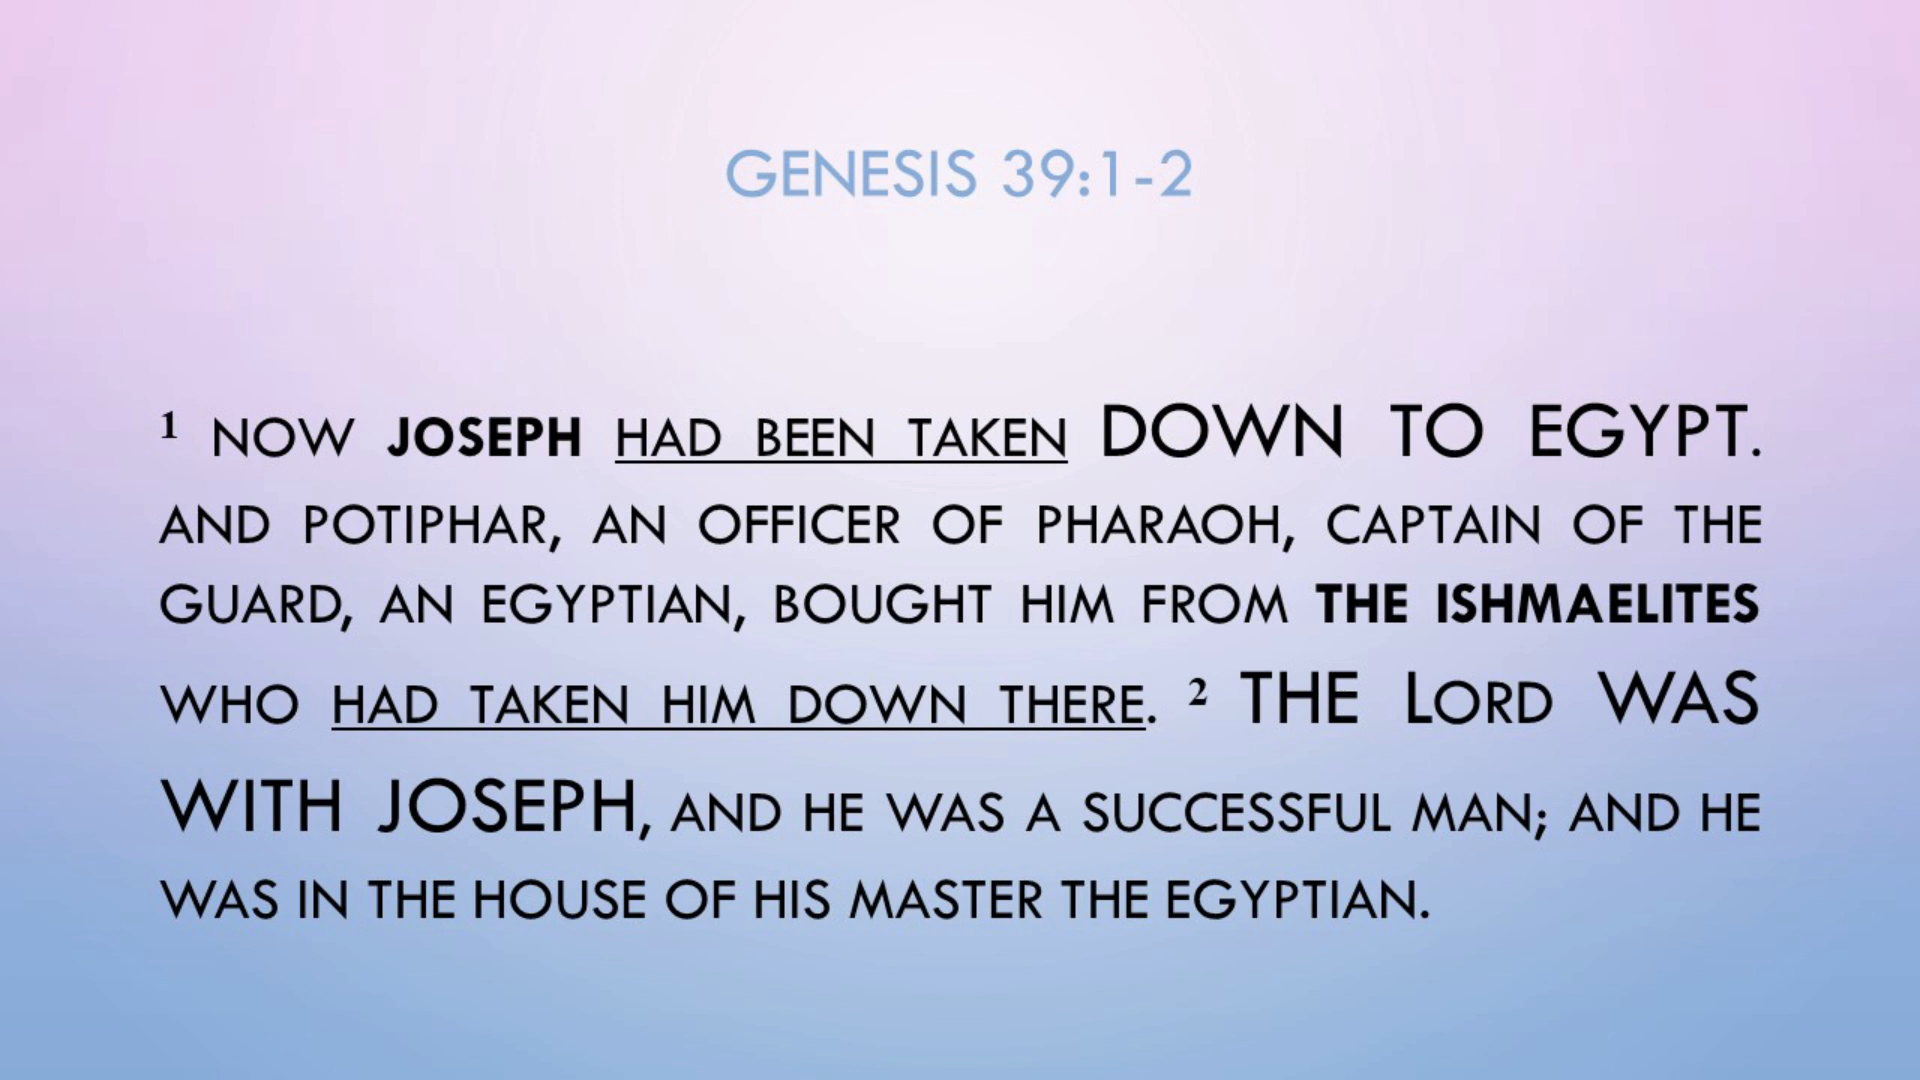 GENESIS 39:1-2
1 NOW JOSEPH HAD BEEN TAKEN DOWN TO EGYPT.
AND POTIPHAR, AN OFFICER OF PHARAOH, CAPTAIN OF THE
GUARD, AN EGYPTIAN, BOUGHT HIM FROM THE ISHMAELITES
WHO HAD TAKEN HIM DOWN THERE. 2 THE LORD WAS
WITH JOSEPH, AND HE WAS A SUCCESSFUL MAN; AND HE
WAS IN THE HOUSE OF HIS MASTER THE EGYPTIAN.